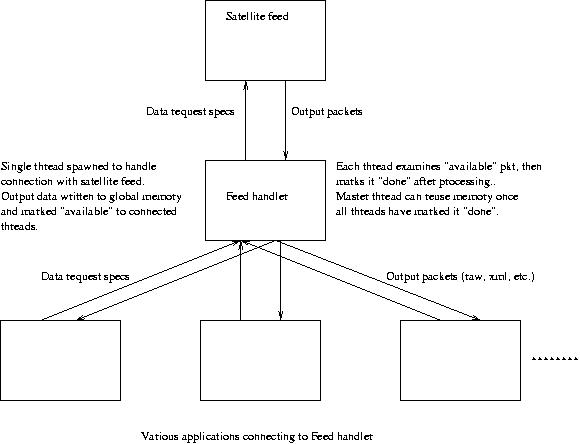 Satellite feed
Data request specs
Output packets
Single thread spawned to handle
connection with satellite feed.
Output data written to global memory
and marked "available" to connected
threads.
Feed handler
Each thread examines "available" pkt, then
marks it "done" after processing..
Master thread can reuse memory once
all threads have marked it "done".
Data request specs
Output packets (raw, xml, etc.)
Various applications connecting to Feed handler